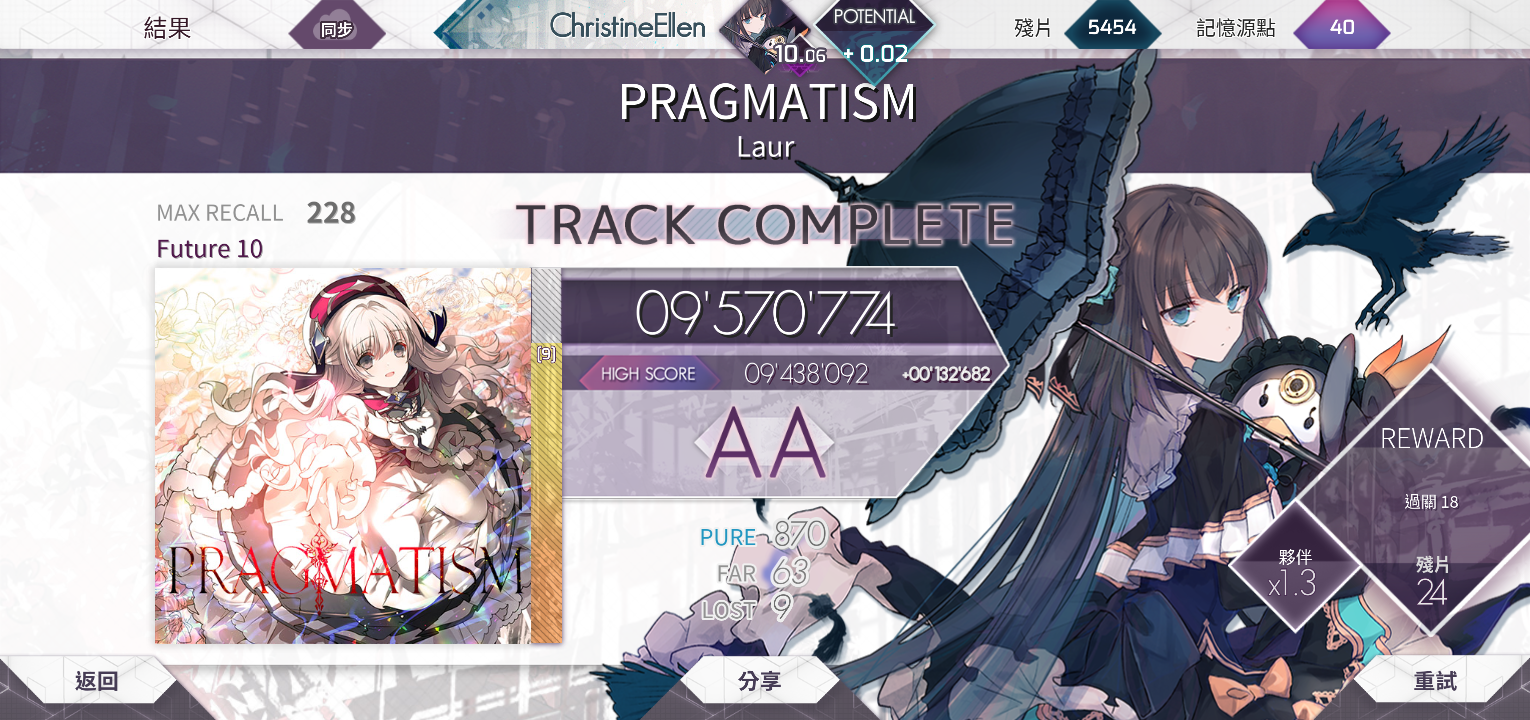 結果
同步
ChristineEllen
10.06
POTENTIAL
+ 0.02
殘片
5454
記憶源點
40
PRAGMATISM
Laur
MAX RECALL 228
TRACK COMPLETE
Future 10
09'570'774
[9]
HIGH SCORE 09'438'092 +00'132'682
AA
REWARD
過關 18
PURE 870
FAR 63
LOST 9
夥伴
x1.3
殘片
24
PRAGMATISM
返回
分享
重試